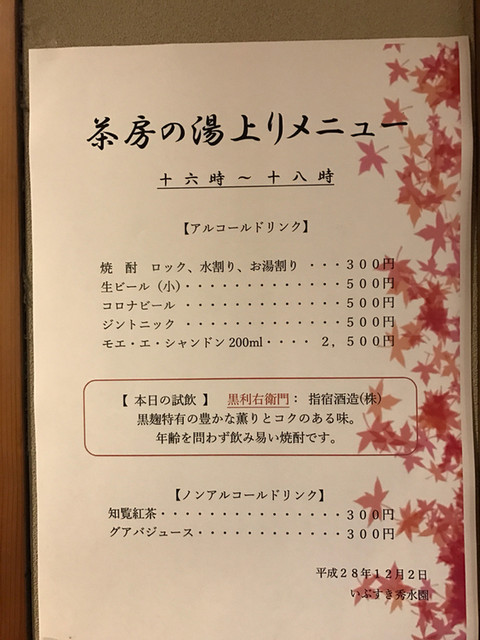 茶房の湯上りメニュー
十六時～十八時
【アルコールドリンク】
焼　酎　ロック、水割り、お湯割り・・・３００円
生ビール（小）・・・・・・・・・・・・・５００円
コロナビール・・・・・・・・・・・・・５００円
ジントニック・・・・・・・・・・・・・５００円
モエ・エ・シャンドン200ml・・・・２，５００円
【本日の試飲】　黒利右衛門：指宿酒造(株)
黒麹特有の豊かな薫りとコクのある味。
年齢を問わず飲み易い焼酎です。
【ノンアルコールドリンク】
知覧紅茶・・・・・・・・・・・・・・・３００円
グアバジュース・・・・・・・・・・・・３００円
平成２８年１２月２日
いぶすき秀水園